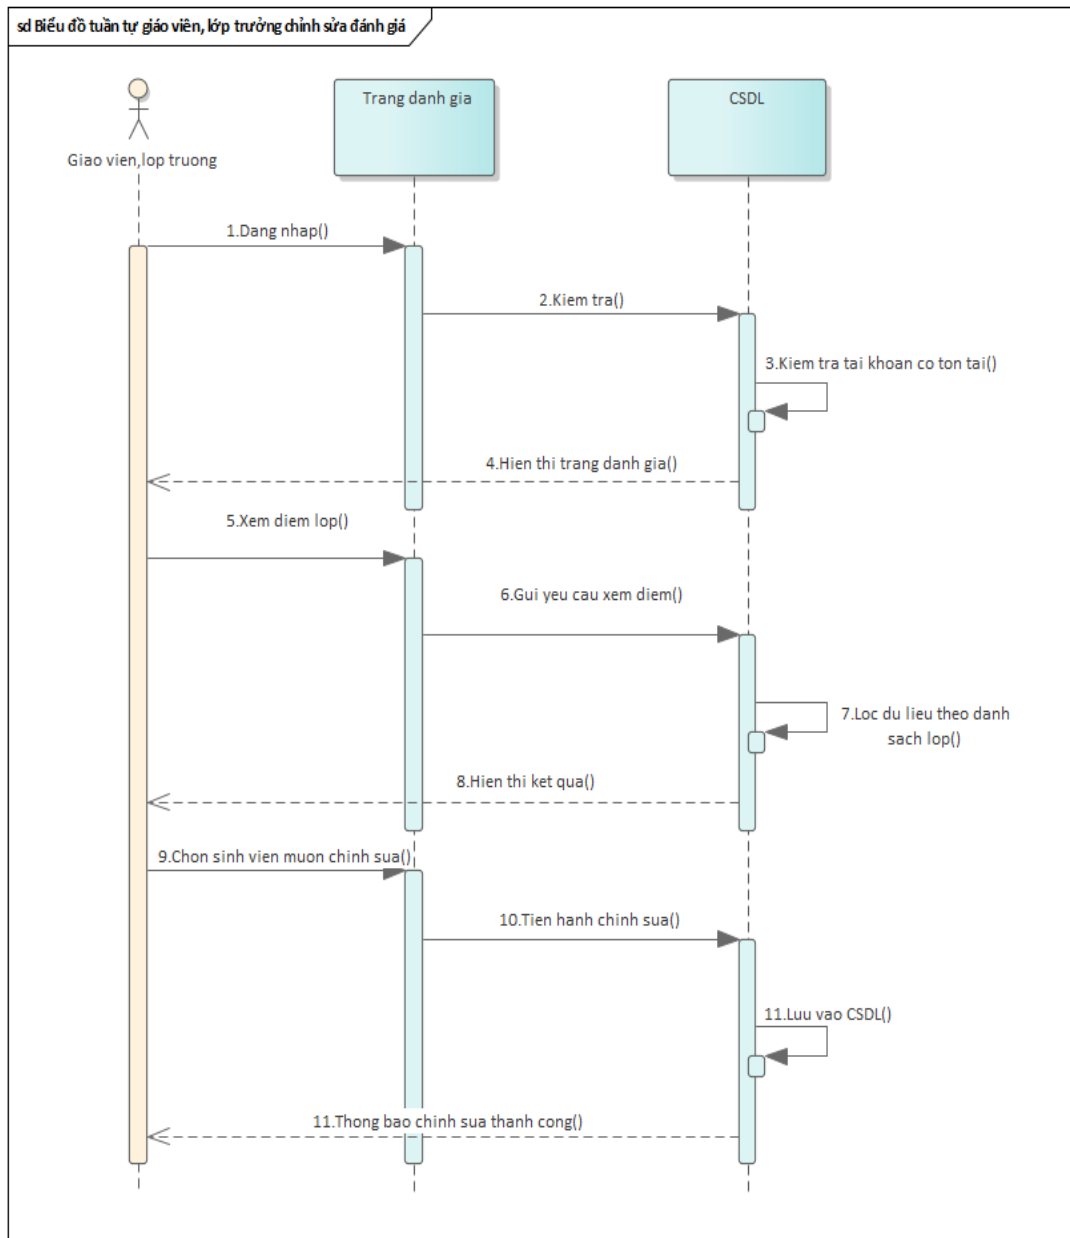 sd Biểu đồ tuần tự giáo viên, lớp trưởng chỉnh sửa đánh giá
Trang danh gia
CSDL
Giao vien,lop truong
1.Dang nhap()
2.Kiem tra()
3.Kiem tra tai khoan co ton tai()
4.Hien thi trang danh gia()
5.Xem diem lop()
6.Gui yeu cau xem diem()
7.Loc du lieu theo danh
sach lop()
8.Hien thi ket qua()
9.Chon sinh vien muon chinh sua()
10.Tien hanh chinh sua()
11.Luu vao CSDL()
11.Thong bao chinh sua thanh cong()